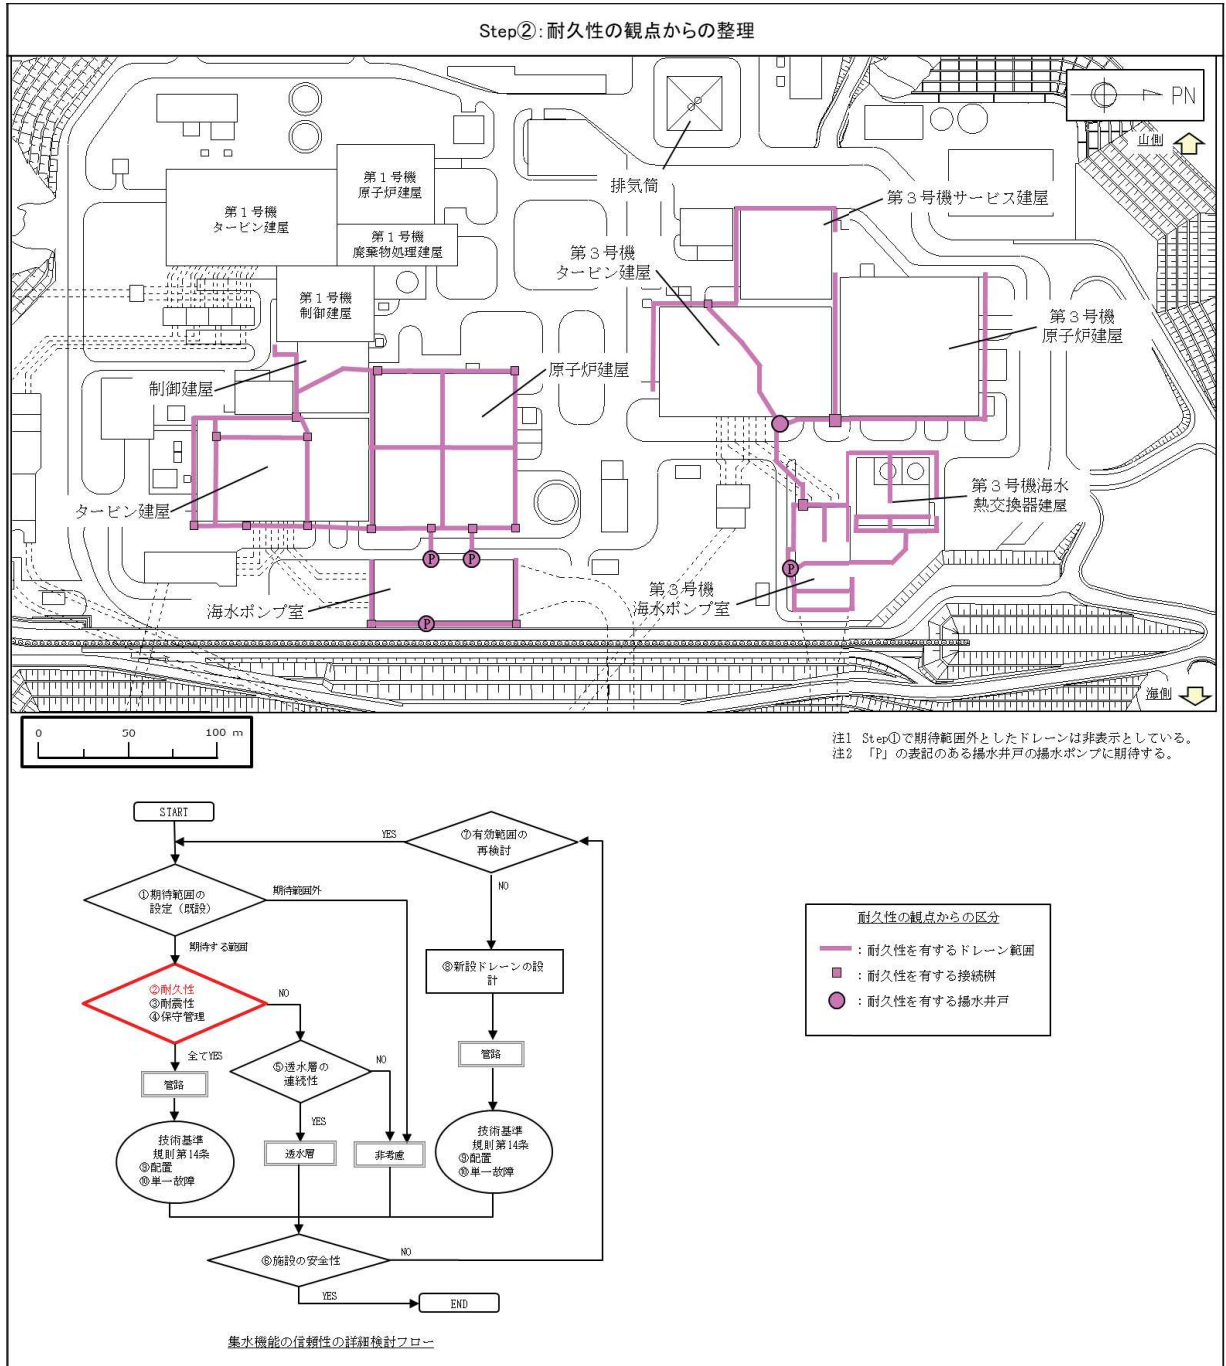 Step②:耐久性の観点からの整理
PN
山側
第１号機
原子炉建屋
第１号機
タービン建屋
第１号機
廃棄物処理建屋
第１号機
制御建屋
排気筒
第３号機サービス建屋
第３号機
タービン建屋
第３号機
原子炉建屋
制御建屋
原子炉建屋
タービン建屋
第３号機海水
熱交換器建屋
P
P
P
P
海水ポンプ室
第３号機
海水ポンプ室
海側
0 50 100 m
注1 Step①で期待範囲外としたドレーンは非表示としている。
注2 「P」の表記のある揚水井戸の揚水ポンプに期待する。
START
YES
⑦有効範囲の
再検討
NO
①期待範囲の
設定（既設）
期待範囲外
期待する範囲
⑧新設ドレーンの設
計
②耐久性
③耐震性
④保守管理
NO
全てYES
管路
⑤透水層の
連続性
NO
YES
管路
技術基準
規則第14条
⑨配置
⑩単一故障
透水層
非考慮
技術基準
規則第14条
⑨配置
⑩単一故障
⑥施設の安全性
NO
YES
END
集水機能の信頼性の詳細検討フロー
耐久性の観点からの区分
：耐久性を有するドレーン範囲
：耐久性を有する接続桝
：耐久性を有する揚水井戸